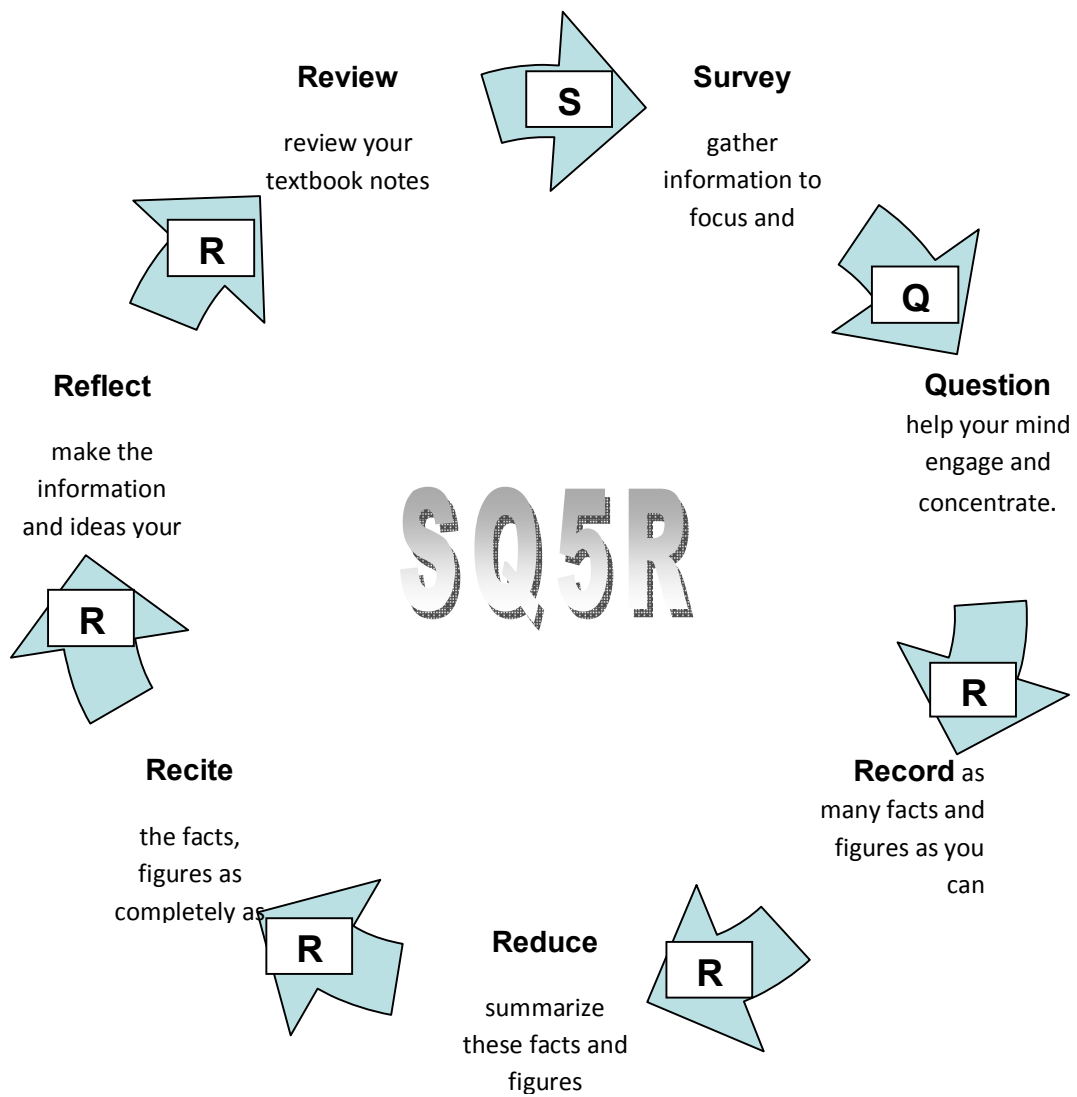 S
Survey
gather
information to
focus and
Q
Question
help your mind
engage and
concentrate.
R
Record as
many facts and
figures as you
can
R
Reduce
summarize
these facts and
figures
R
Recite
the facts,
figures as
completely as
R
Reflect
make the
information
and ideas your
R
Review
review your
textbook notes
SQ5R